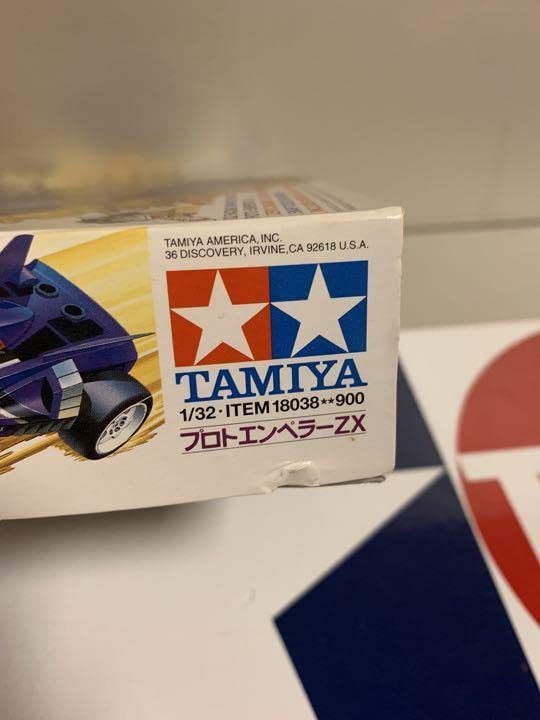 TAMIYA AMERICA, INC.
36 DISCOVERY, IRVINE,CA 92618 U.S.A.
TAMIYA
1/32・ITEM 18038**900
プロトエンペラーZX